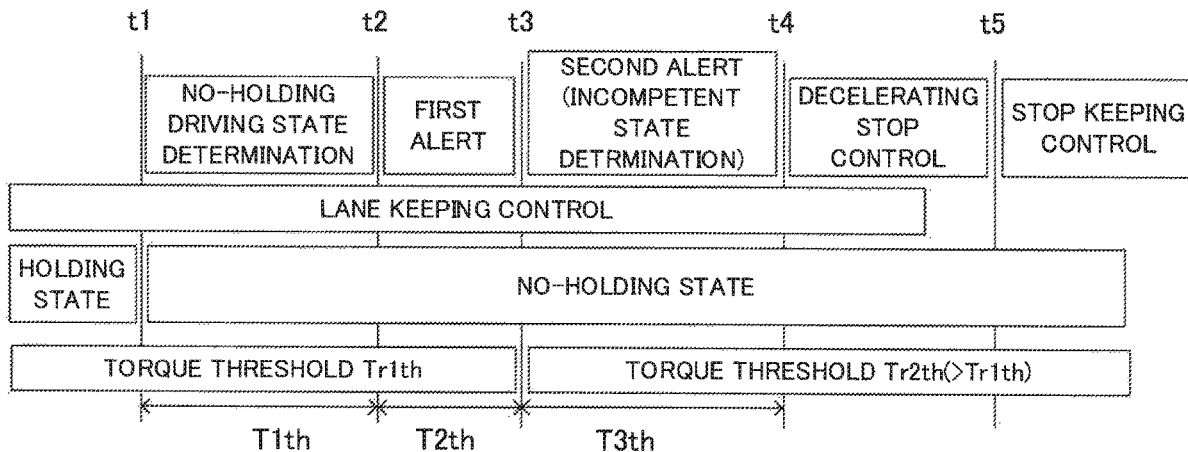 t1
t2
t3
t4
t5
NO-HOLDING
DRIVING STATE
DETERMINATION
FIRST
ALERT
SECOND ALERT
(INCOMPETENT
STATE
DETRMINATION)
DECELERATING
STOP
CONTROL
STOP KEEPING
CONTROL
LANE KEEPING CONTROL
HOLDING
STATE
NO-HOLDING STATE
TORQUE THRESHOLD Tr1th
TORQUE THRESHOLD Tr2th(>Tr1th)
T1th
T2th
T3th